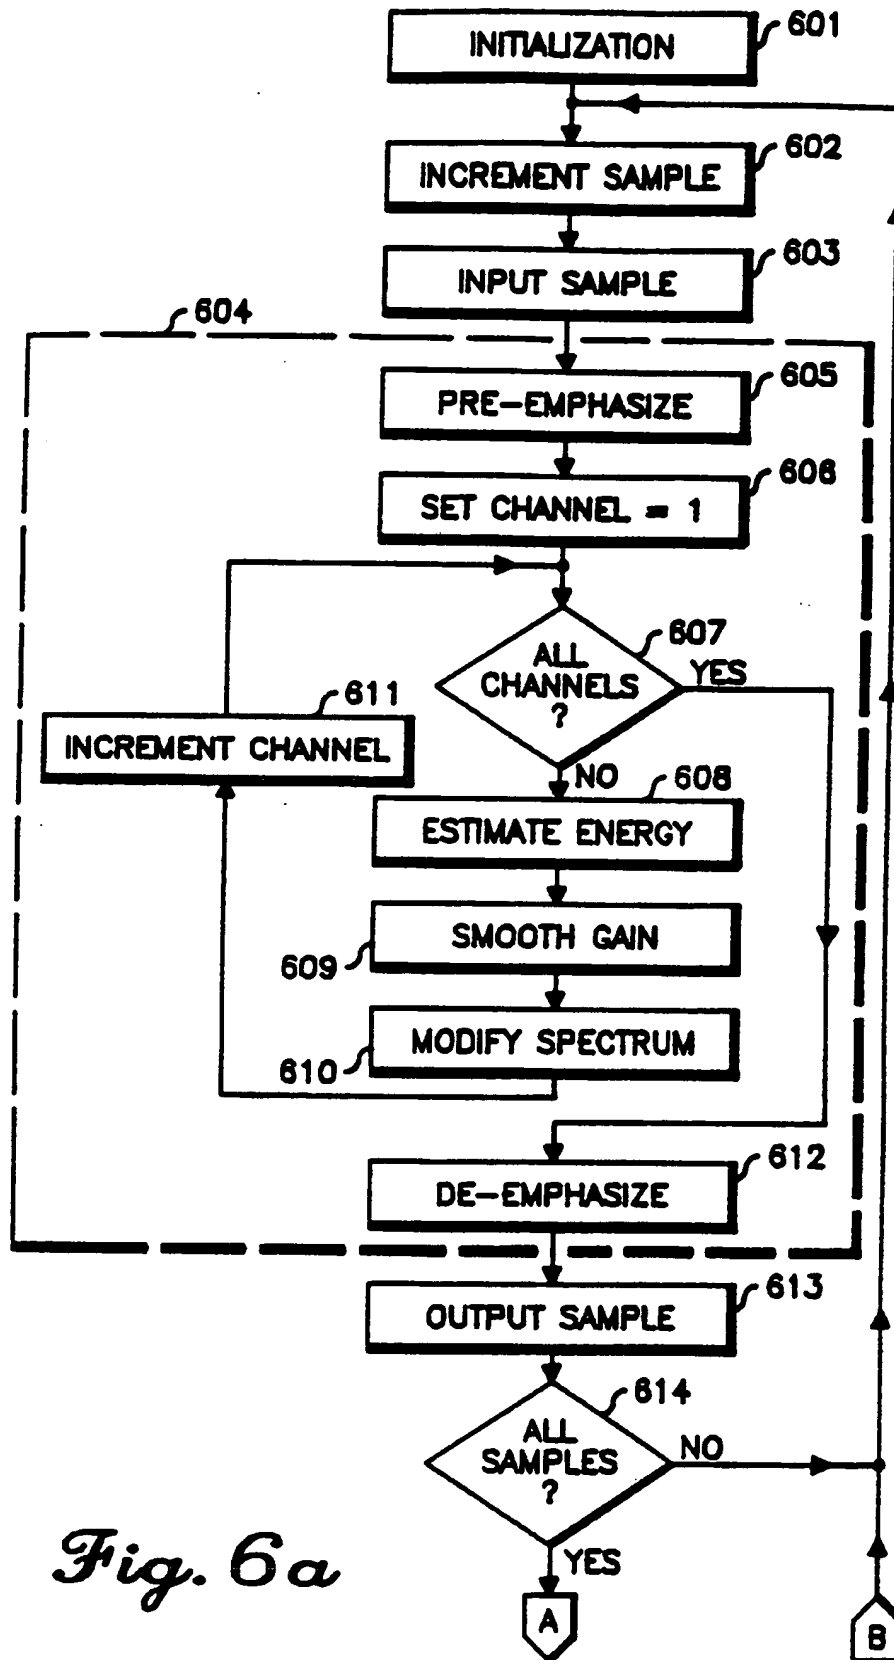 INITIALIZATION
601
INCREMENT SAMPLE
602
INPUT SAMPLE
603
604
PRE-EMPHASIZE
605
SET CHANNEL = 1
606
ALL
CHANNELS
?
607
YES
NO
611
INCREMENT CHANNEL
608
ESTIMATE ENERGY
SMOOTH GAIN
609
MODIFY SPECTRUM
610
612
DE-EMPHASIZE
613
OUTPUT SAMPLE
614
ALL
SAMPLES
?
NO
YES
A
B
Fig. 6a